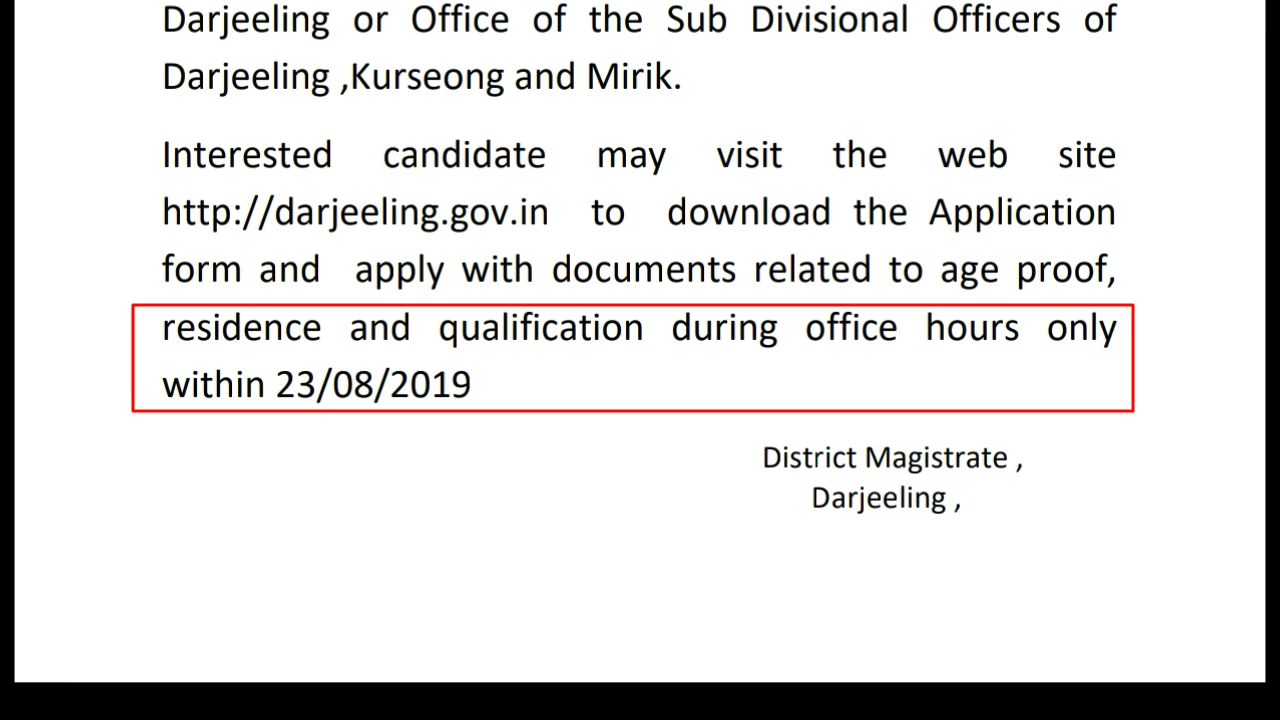 Darjeeling or Office of the Sub Divisional Officers of
Darjeeling ,Kurseong and Mirik.
Interested candidate may visit the web site
http://darjeeling.gov.in to download the Application
form and apply with documents related to age proof,
residence and qualification during office hours only
within 23/08/2019
District Magistrate ,
Darjeeling ,